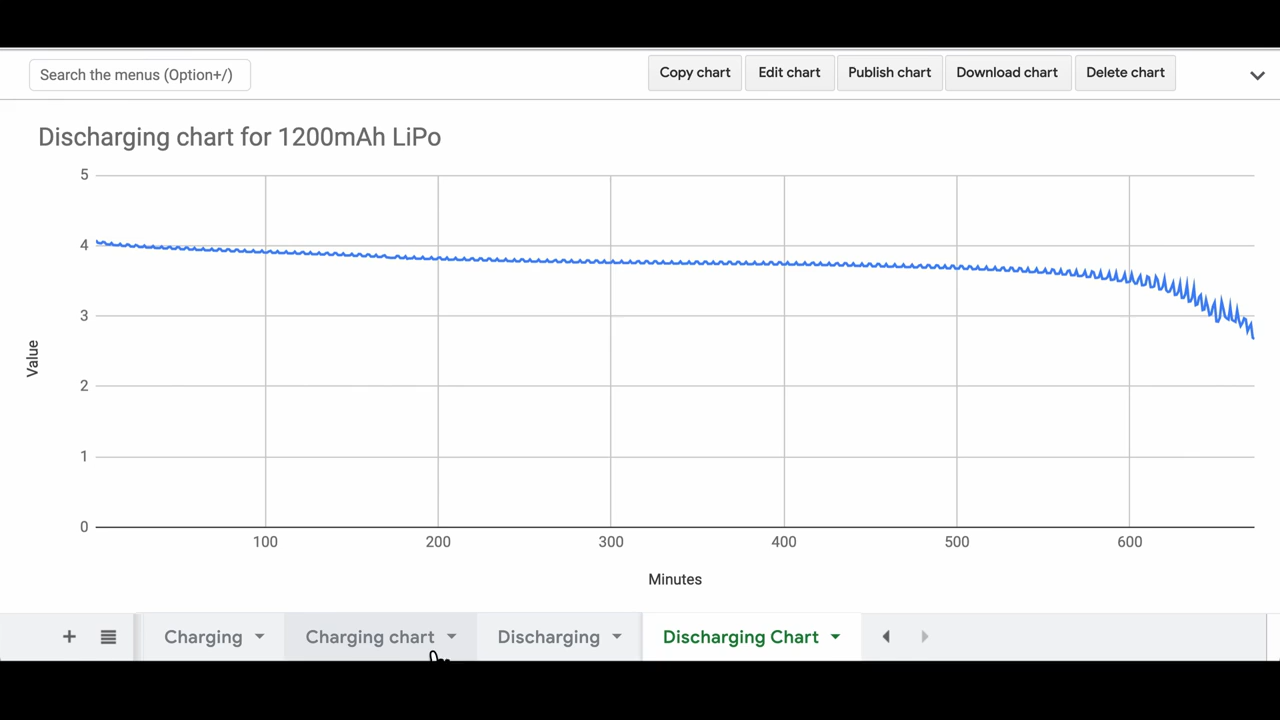 Search the menus (Option+/)
Copy chart
Edit chart
Publish chart
Download chart
Delete chart
Discharging chart for 1200mAh LiPo
5
4
3
2
1
0
Value
100 200 300 400 500 600
Minutes
+ Charging Charging chart Discharging Discharging Chart